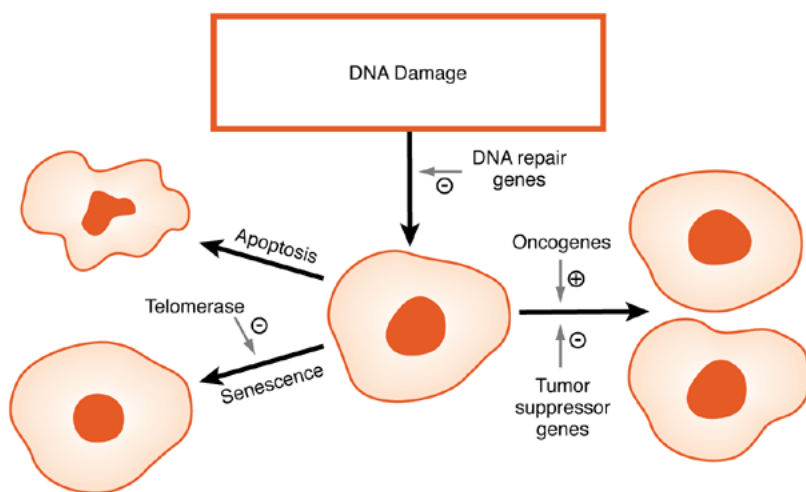 DNA Damage
DNA repair
genes
⊖
Apoptosis
Oncogenes
⊕
Telomerase
⊖
Senescence
⊖
Tumor
suppressor
genes